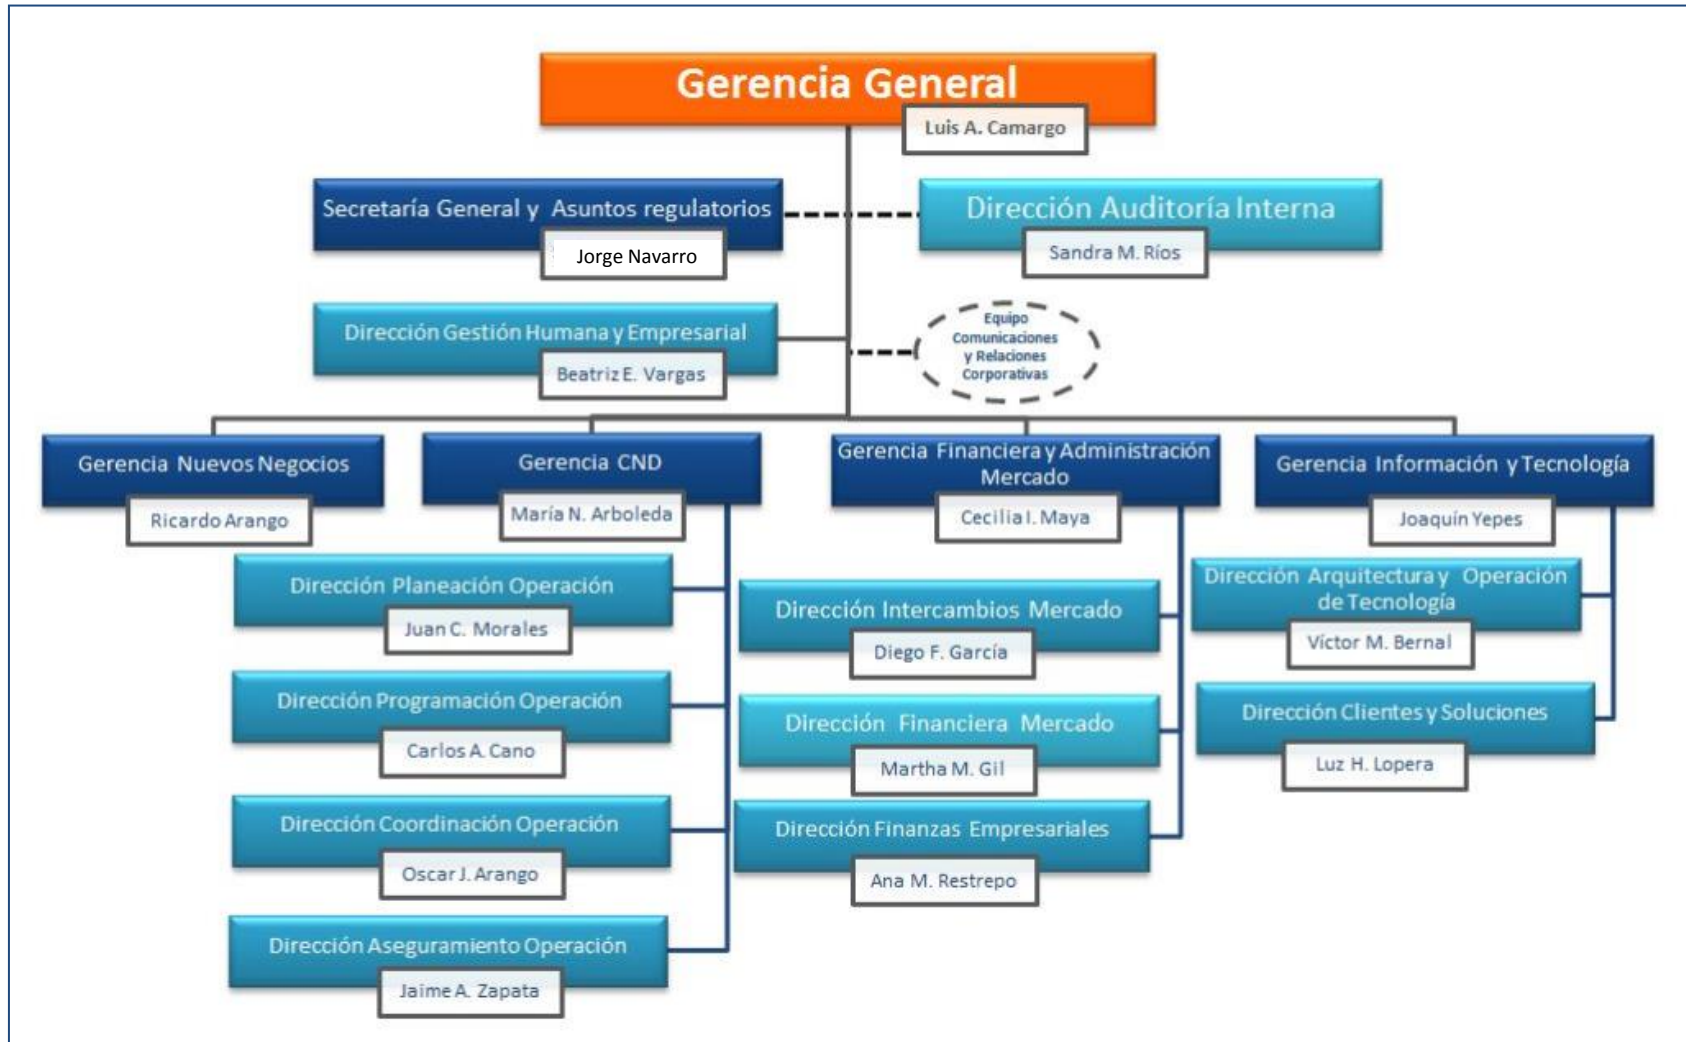 Gerencia General
Luis A. Camargo
Secretaría General y Asuntos regulatorios
Jorge Navarro
Dirección Auditoría Interna
Sandra M. Ríos
Dirección Gestión Humana y Empresarial
Beatriz E. Vargas
Equipo
Comunicaciones
y Relaciones
Corporativas
Gerencia Nuevos Negocios
Ricardo Arango
Gerencia CND
María N. Arboleda
Gerencia Financiera y Administración
Mercado
Cecilia I. Maya
Gerencia Información y Tecnología
Joaquín Yepes
Dirección Planeación Operación
Juan C. Morales
Dirección Programación Operación
Carlos A. Cano
Dirección Coordinación Operación
Oscar J. Arango
Dirección Aseguramiento Operación
Jaime A. Zapata
Dirección Intercambios Mercado
Diego F. García
Dirección Financiera Mercado
Martha M. Gil
Dirección Finanzas Empresariales
Ana M. Restrepo
Dirección Arquitectura y Operación
de Tecnología
Víctor M. Bernal
Dirección Clientes y Soluciones
Luz H. Lopera